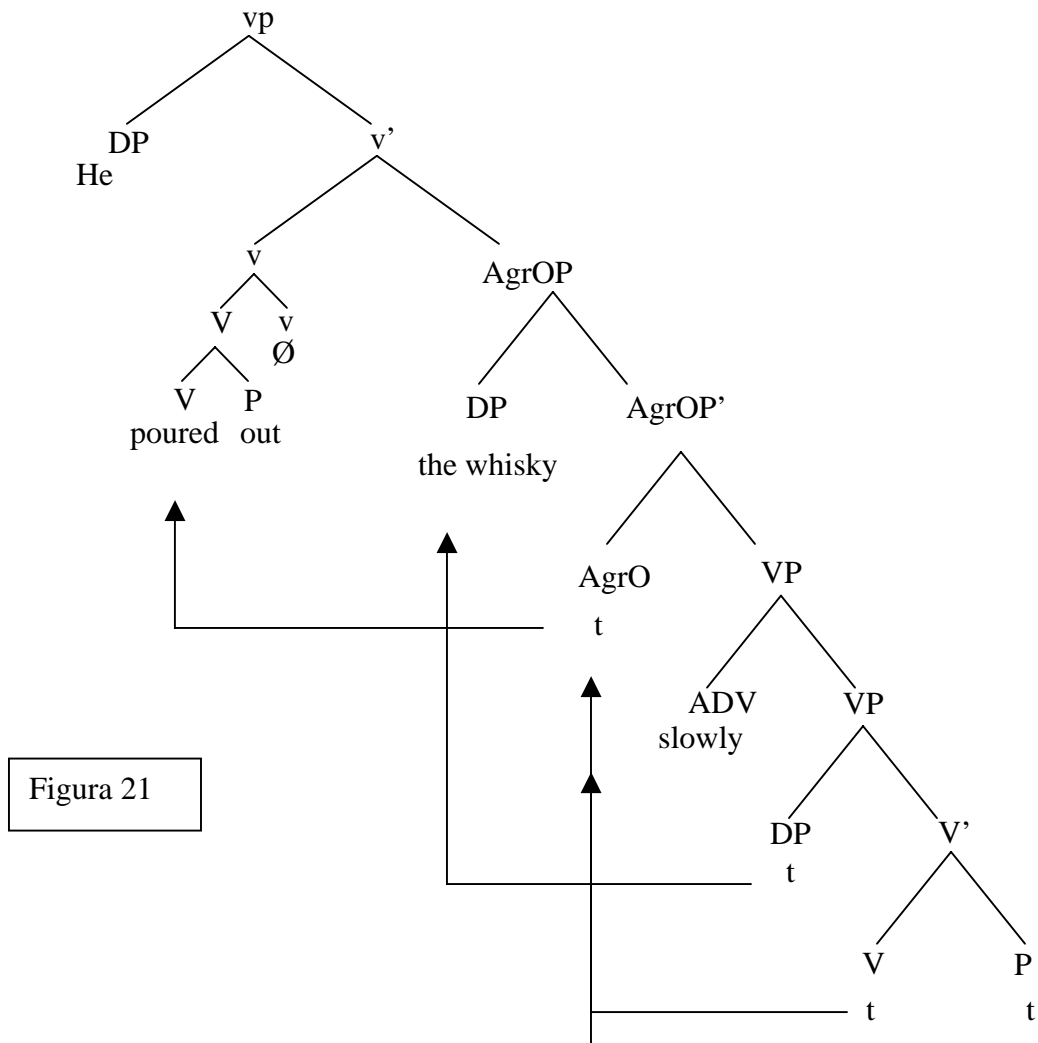 vp
DP v’
He
v AgrOP
V v
Ø
V P DP AgrOP’
poured out
the whisky
AgrO VP
t
ADV VP
slowly
Figura 21
DP V’
t
V P
t t